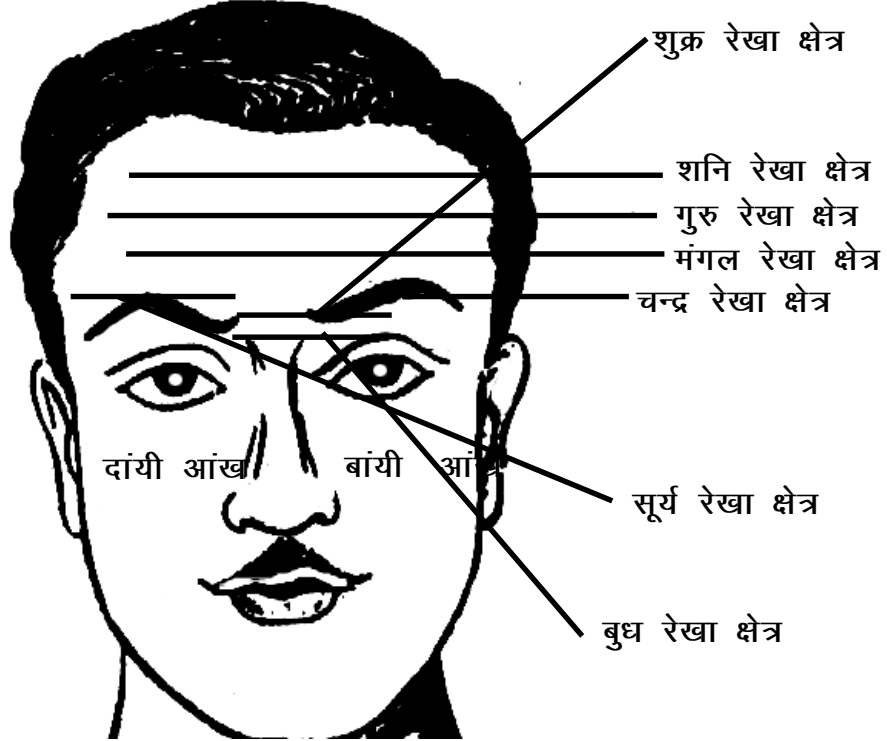 शुक्र रेखा क्षेत्र
शनि रेखा क्षेत्र
गुरु रेखा क्षेत्र
मंगल रेखा क्षेत्र
चन्द्र रेखा क्षेत्र
दांयी आंख बांयी आंख
सूर्य रेखा क्षेत्र
बुध रेखा क्षेत्र